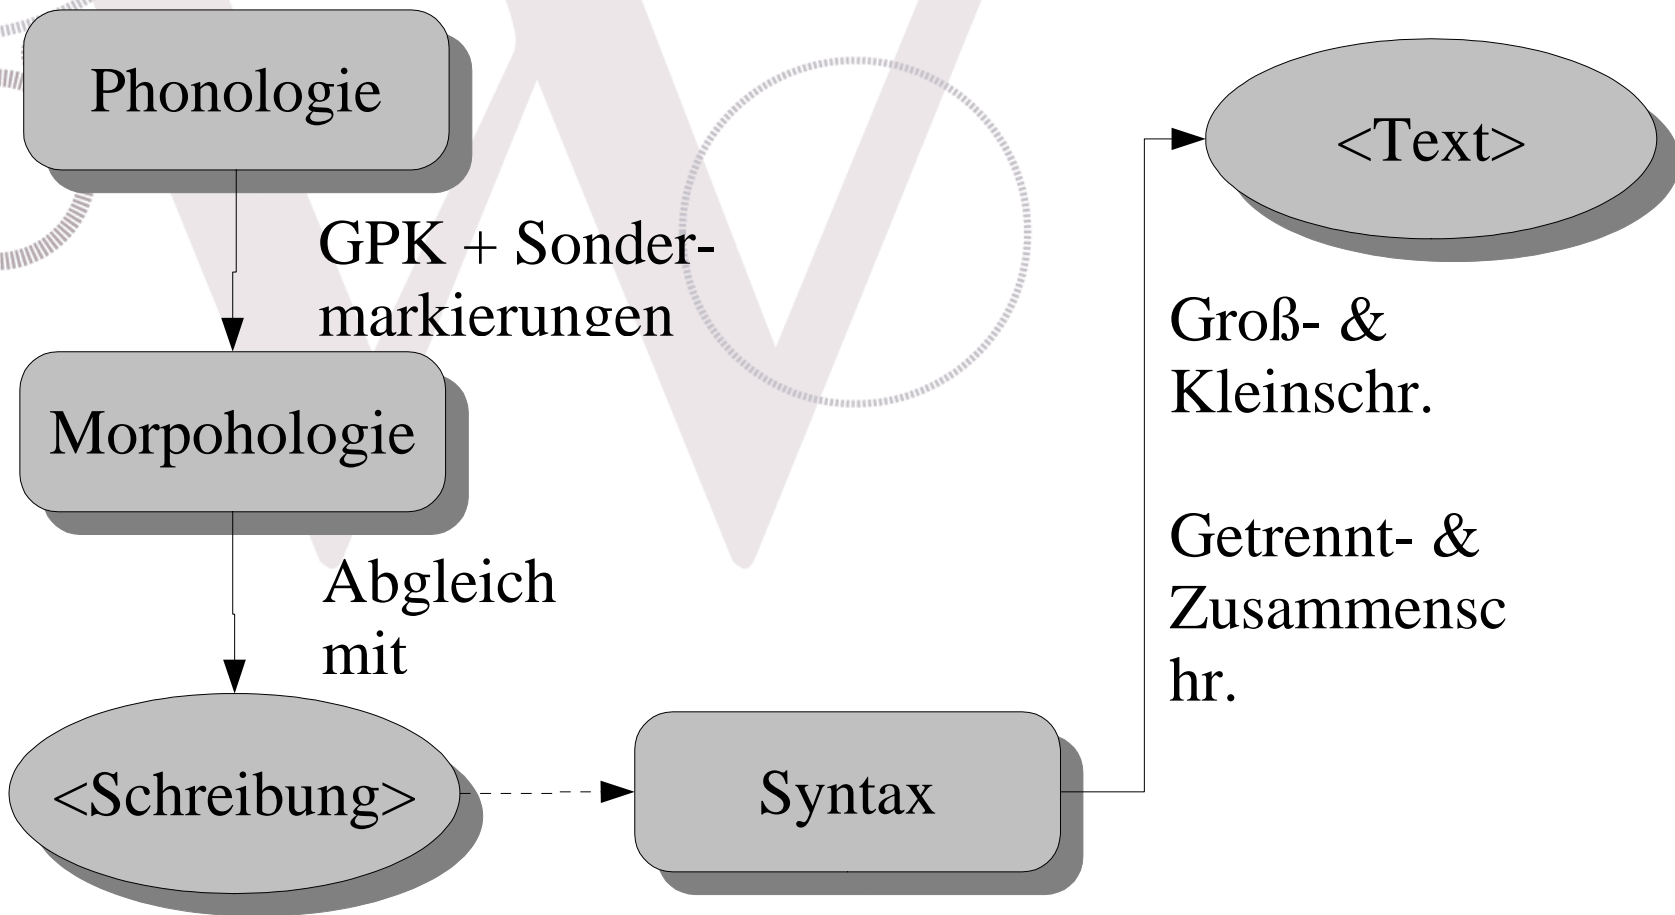 Phonologie
GPK + Sonder-
markierungen
Morpohologie
Abgleich
mit
<Schreibung>
Syntax
<Text>
Groß- &
Kleinschr.
Getrennt- &
Zusammensc
hr.